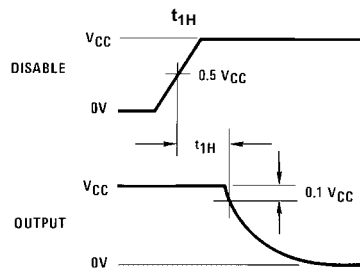 t1H
VCC
DISABLE
0.5 VCC
0V
t1H
VCC
0.1 VCC
OUTPUT
0V